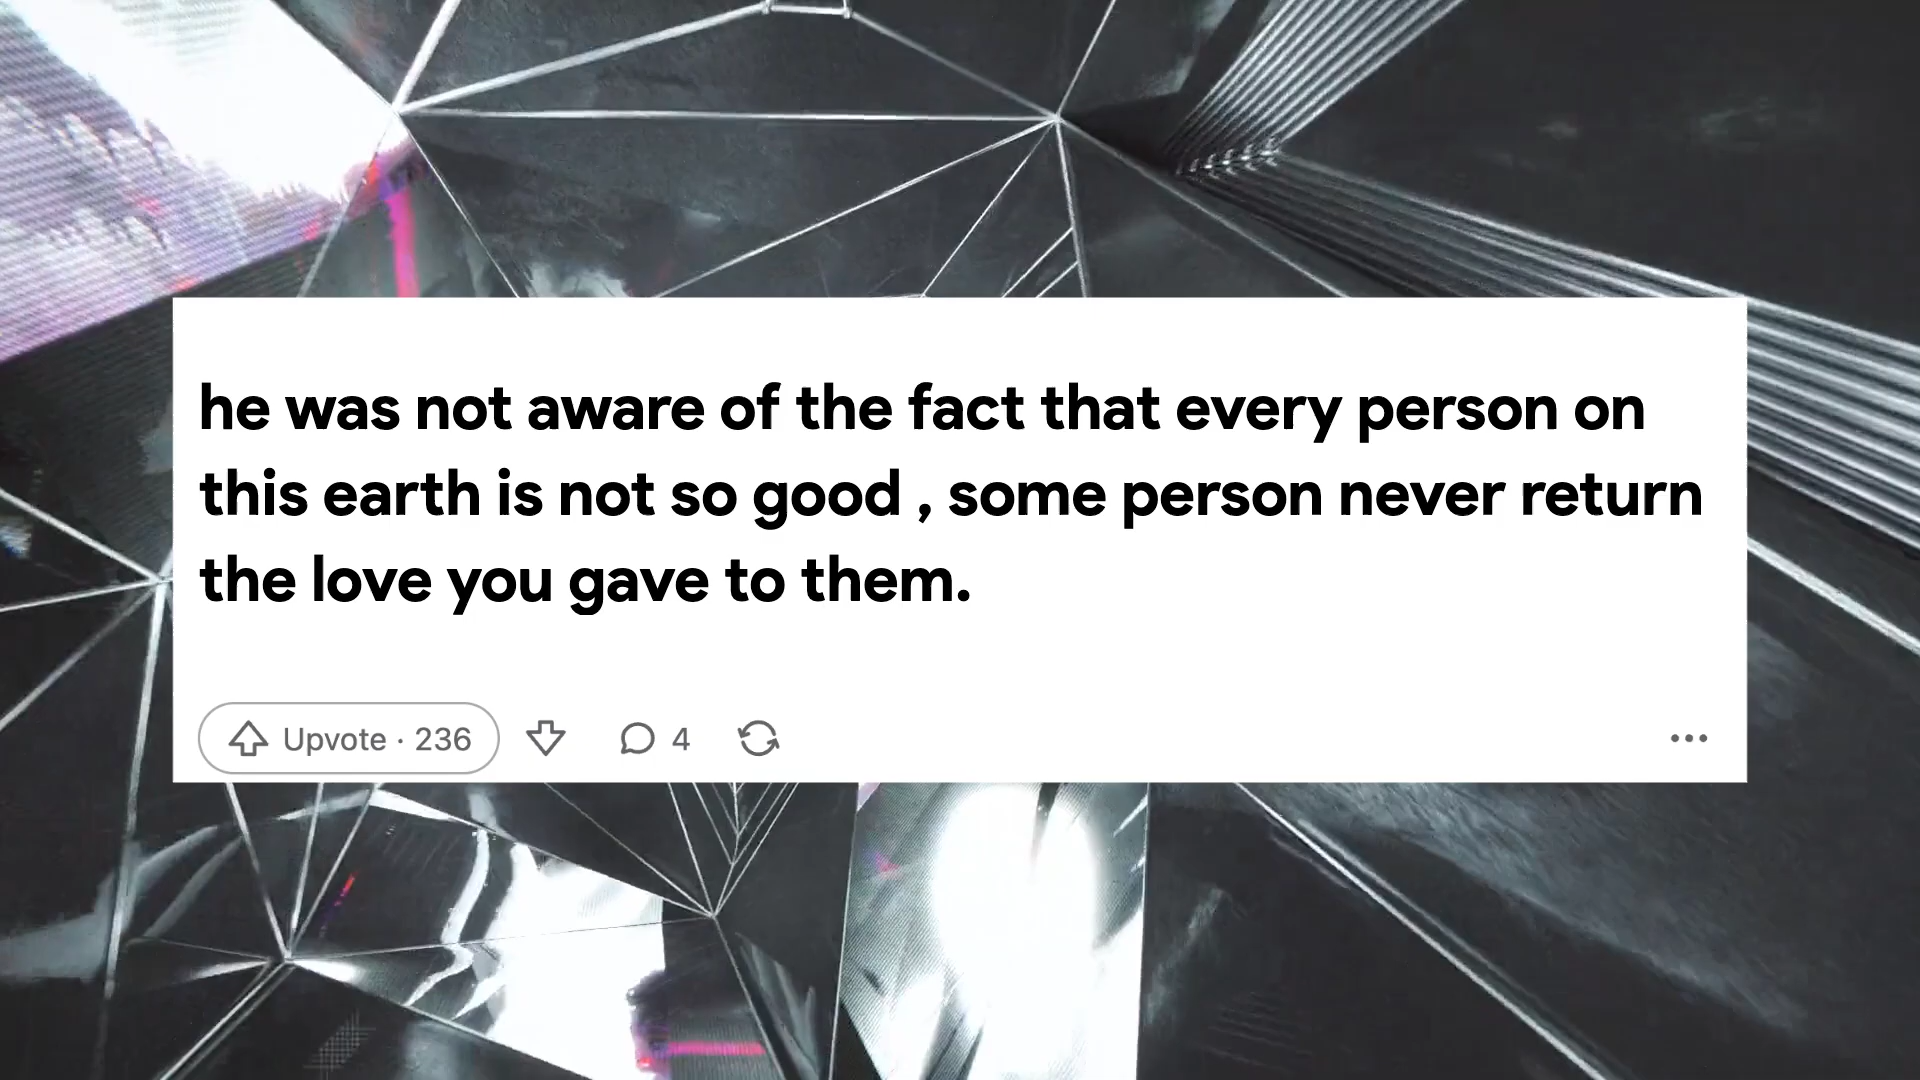 he was not aware of the fact that every person on
this earth is not so good , some person never return
the love you gave to them.
Upvote · 236
4